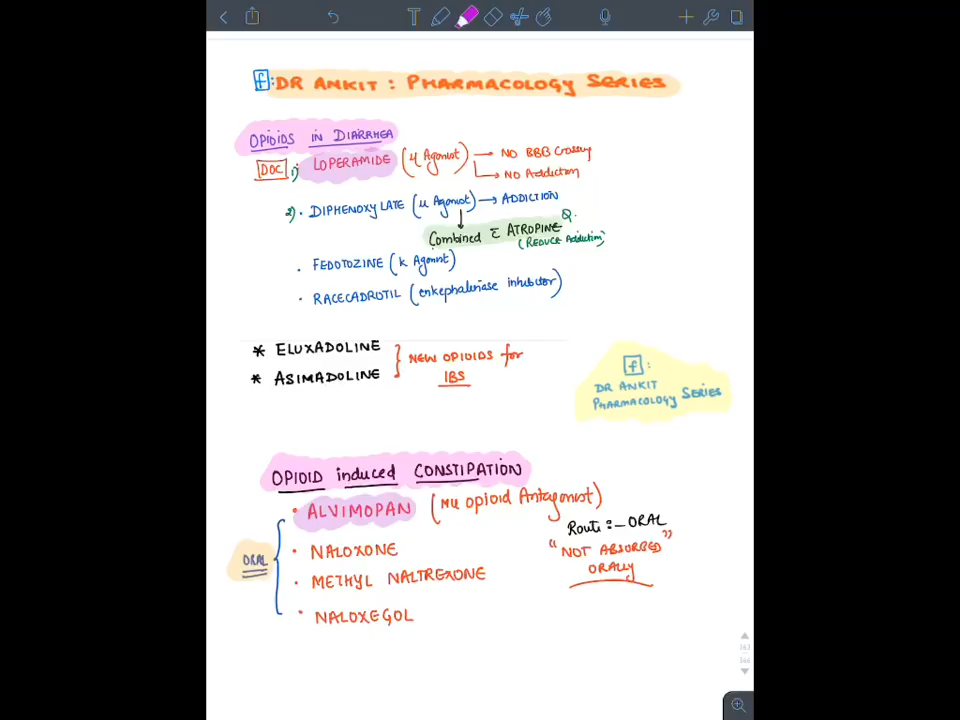 f: DR ANKIT : PHARMACOLOGY SERIES
OPIOIDS IN DIARRHEA
DOC 1) LOPERAMIDE (μ Agonist) → NO BBB Crossing
→ NO Addiction
2) • DIPHENOXYLATE (μ Agonist) → ADDICTION
Combined c̄ ATROPINE Q.
(REDUCE Addiction)
• FEDOTOZINE (k Agonist)
• RACECADROTIL (enkephalinase inhibitor)
* ELUXADOLINE
* ASIMADOLINE
} NEW OPIOIDS for
IBS
f:
DR ANKIT
PHARMACOLOGY SERIES
OPIOID induced CONSTIPATION
• ALVIMOPAN (Mu opioid Antagonist)
ORAL
• NALOXONE
• METHYL NALTREXONE
• NALOXEGOL
Route :- ORAL
"NOT ABSORBED"
ORALLY